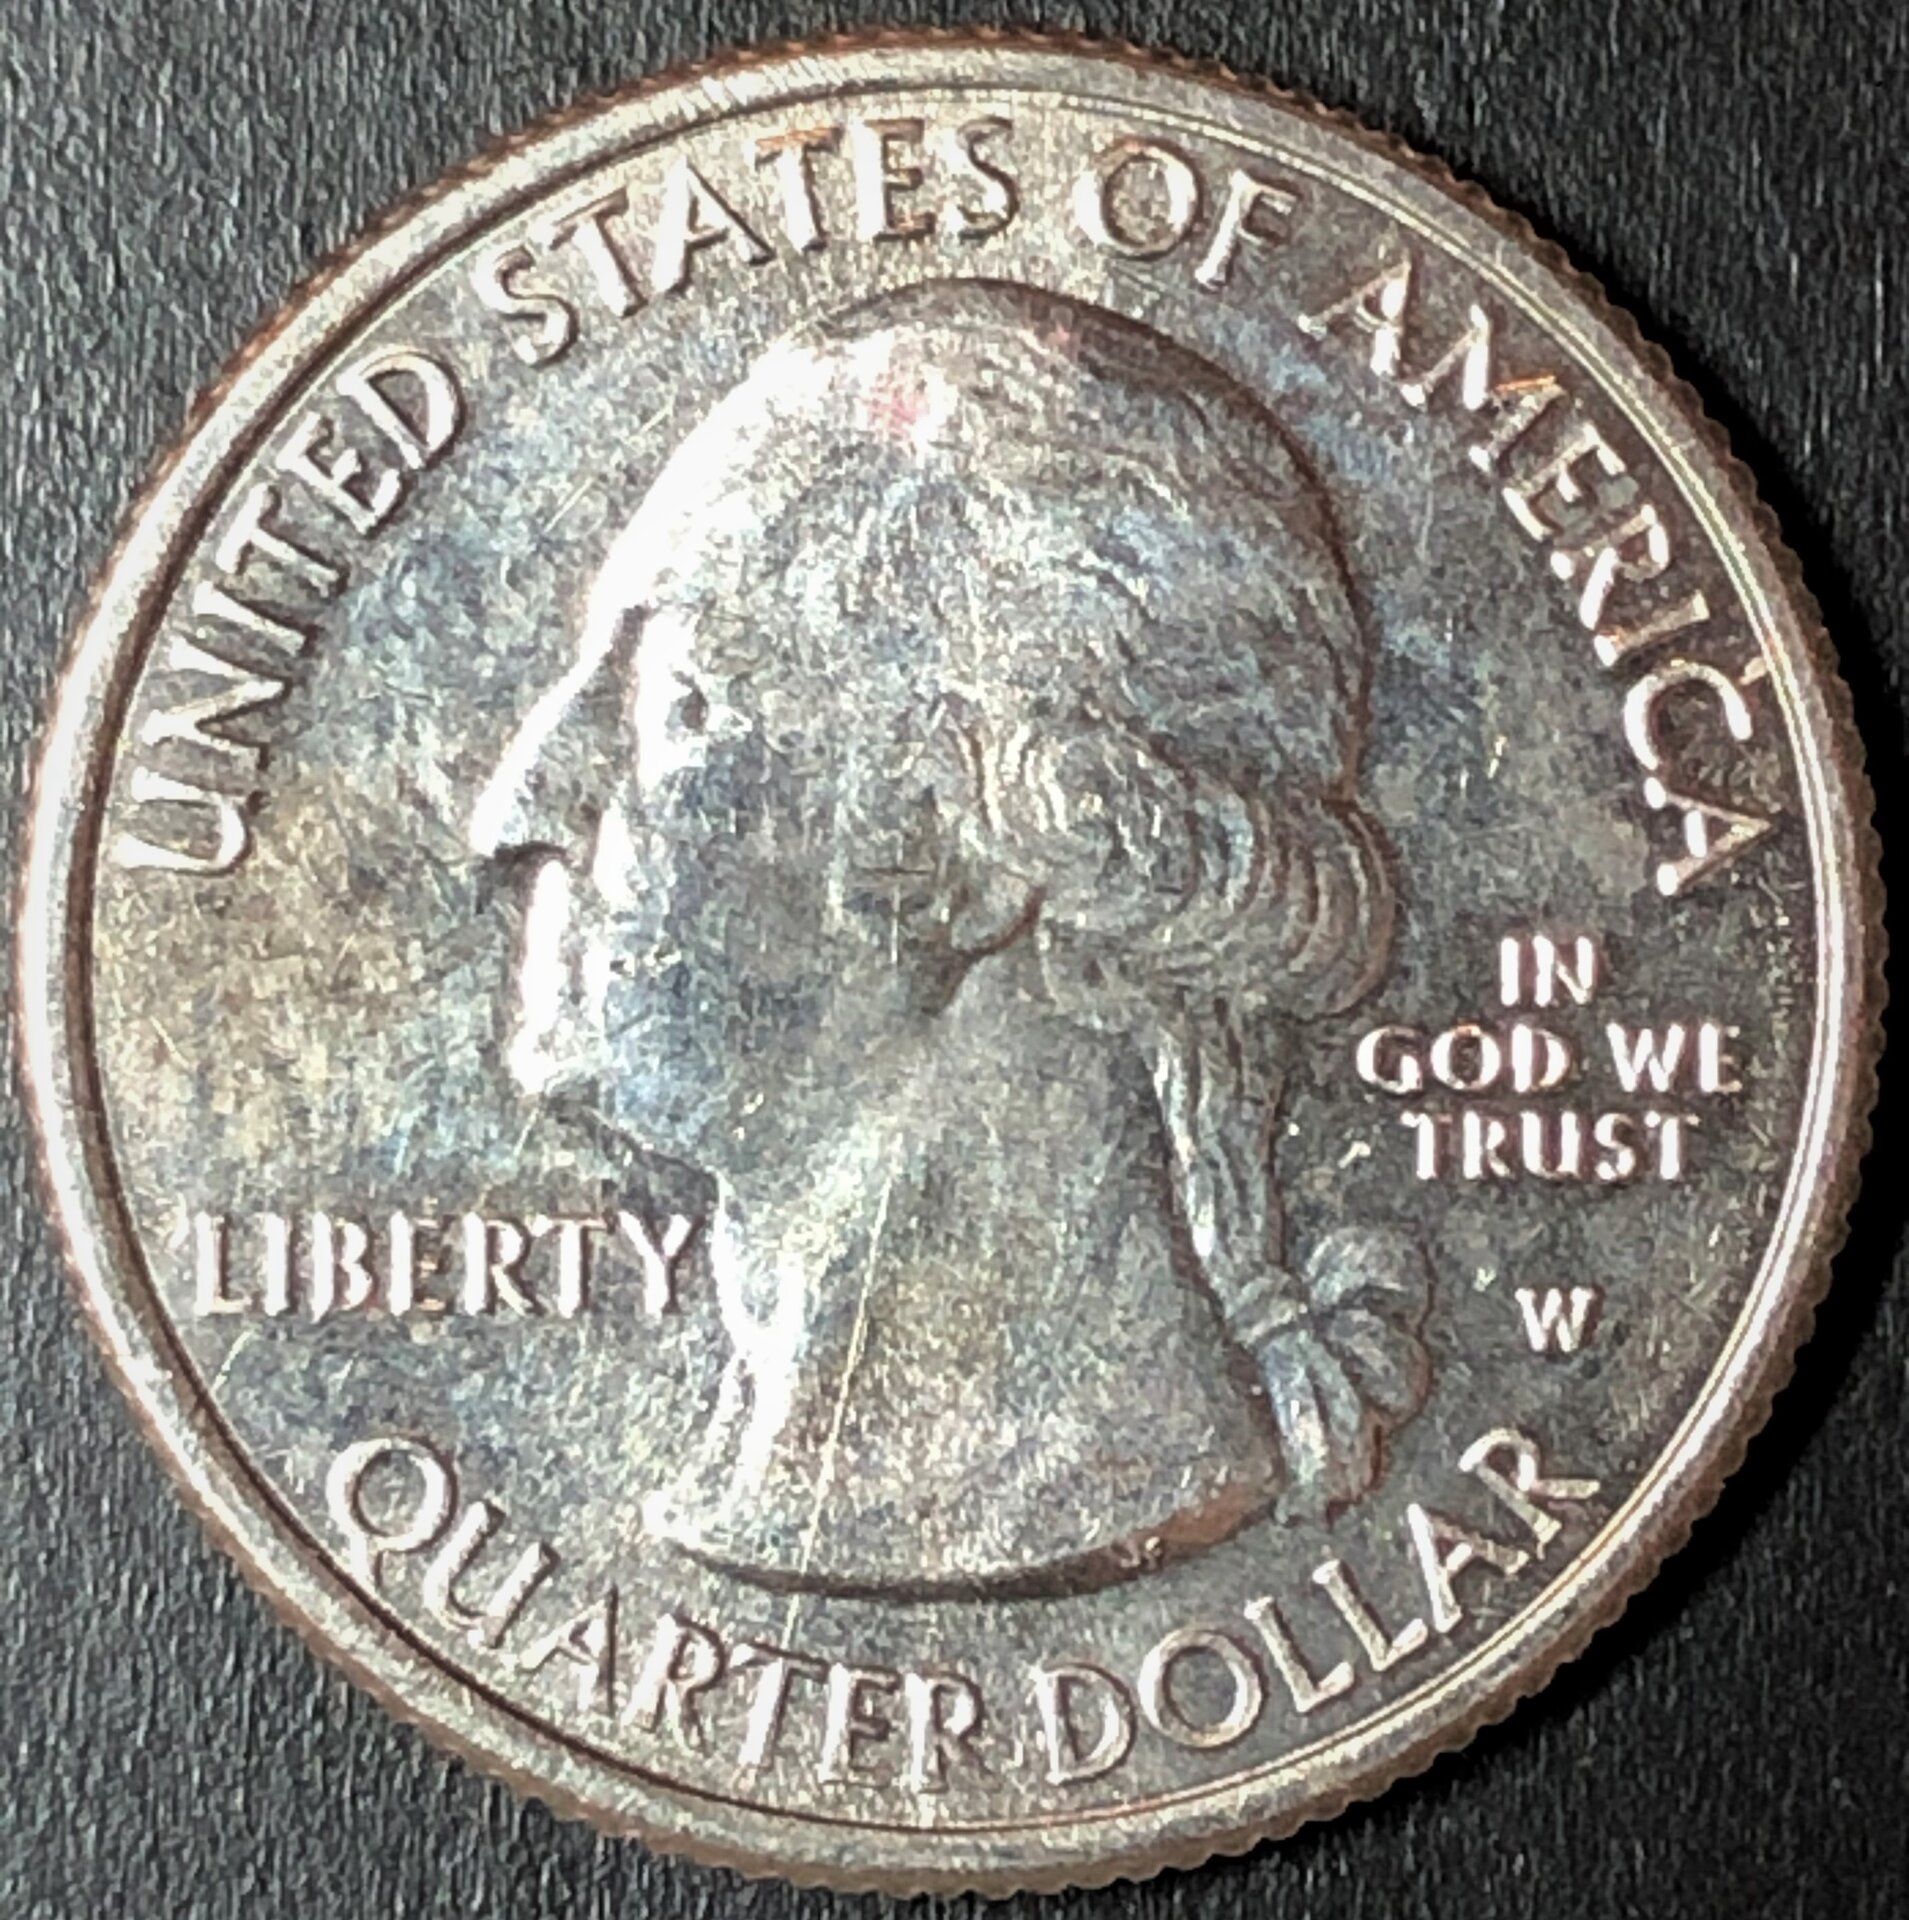 UNITED STATES OF AMERICA
IN
GOD WE
TRUST
LIBERTY
W
QUARTER DOLLAR